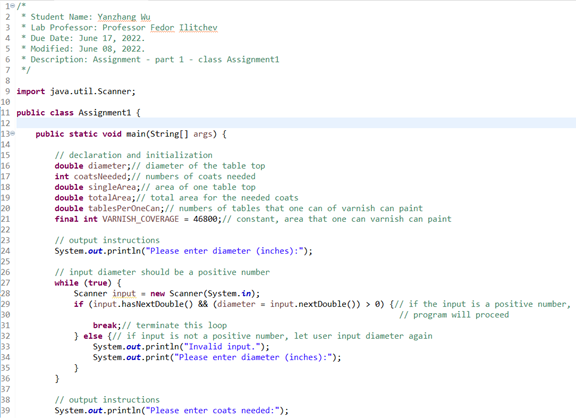 1 /*
2  * Student Name: Yanzhang Wu
3  * Lab Professor: Professor Fedor Ilitchev
4  * Due Date: June 17, 2022.
5  * Modified: June 08, 2022.
6  * Description: Assignment - part 1 - class Assignment1
7  */
8
9 import java.util.Scanner;
10
11 public class Assignment1 {
12
13     public static void main(String[] args) {
14
15         // declaration and initialization
16         double diameter;// diameter of the table top
17         int coatsNeeded;// numbers of coats needed
18         double singleArea;// area of one table top
19         double totalArea;// total area for the needed coats
20         double tablesPerOneCan;// numbers of tables that one can of varnish can paint
21         final int VARNISH_COVERAGE = 46800;// constant, area that one can varnish can paint
22
23         // output instructions
24         System.out.println("Please enter diameter (inches):");
25
26         // input diameter should be a positive number
27         while (true) {
28             Scanner input = new Scanner(System.in);
29             if (input.hasNextDouble() && (diameter = input.nextDouble()) > 0) {// if the input is a positive number,
30                                                                                // program will proceed
31                 break;// terminate this loop
32             } else {// if input is not a positive number, let user input diameter again
33                 System.out.println("Invalid input.");
34                 System.out.print("Please enter diameter (inches):");
35             }
36         }
37
38         // output instructions
39         System.out.println("Please enter coats needed:");